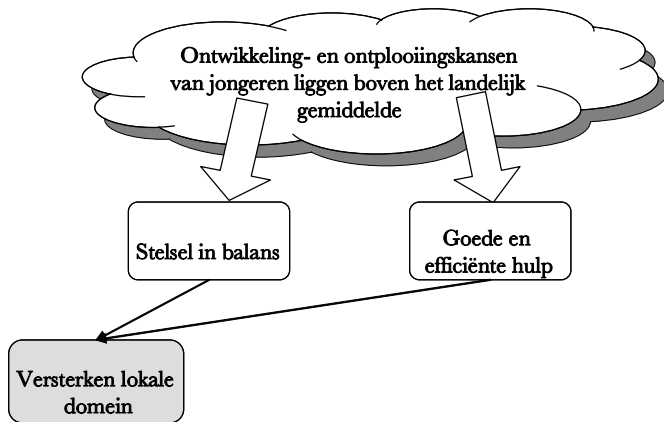 Ontwikkeling- en ontplooiingskansen
van jongeren liggen boven het landelijk
gemiddelde
Stelsel in balans
Goede en
efficiënte hulp
Versterken lokale
domein